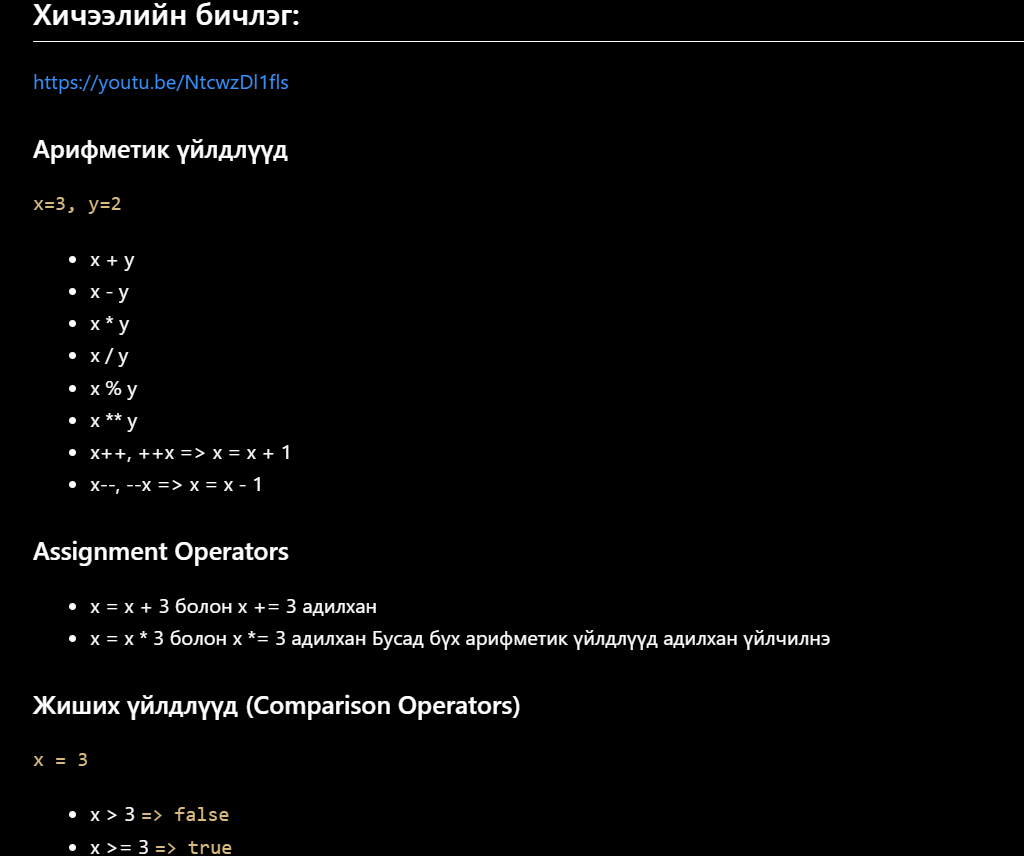 Хичээлийн бичлэг:
https://youtu.be/NtcwzDl1fls
Арифметик үйлдлүүд
x=3, y=2
• x + y
• x - y
• x * y
• x / y
• x % y
• x ** y
• x++, ++x => x = x + 1
• x--, --x => x = x - 1
Assignment Operators
• x = x + 3 болон x += 3 адилхан
• x = x * 3 болон x *= 3 адилхан Бусад бүх арифметик үйлдлүүд адилхан үйлчилнэ
Жиших үйлдлүүд (Comparison Operators)
x = 3
• x > 3 => false
• x >= 3 => true